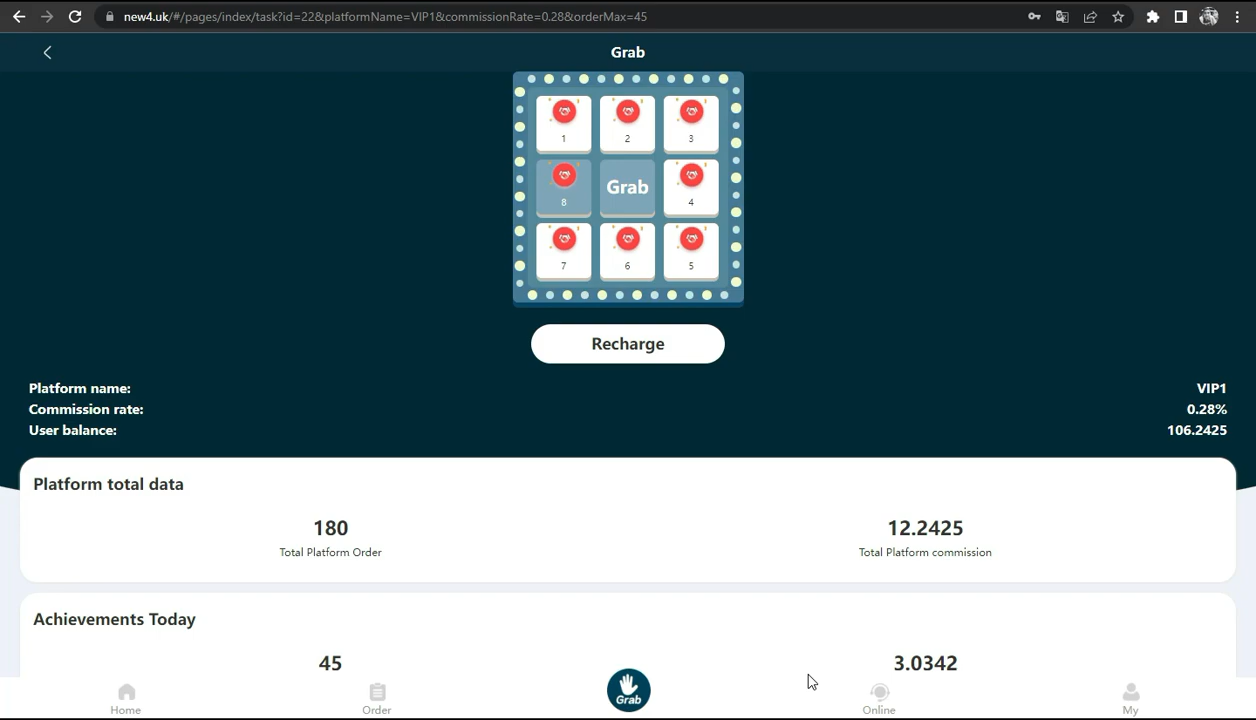 new4.uk/#/pages/index/task?id=22&platformName=VIP1&commissionRate=0.28&orderMax=45
Grab
1 2 3
8 Grab 4
7 6 5
Recharge
Platform name: VIP1
Commission rate: 0.28%
User balance: 106.2425
Platform total data
180 12.2425
Total Platform Order Total Platform commission
Achievements Today
45 3.0342
Home Order Grab Online My